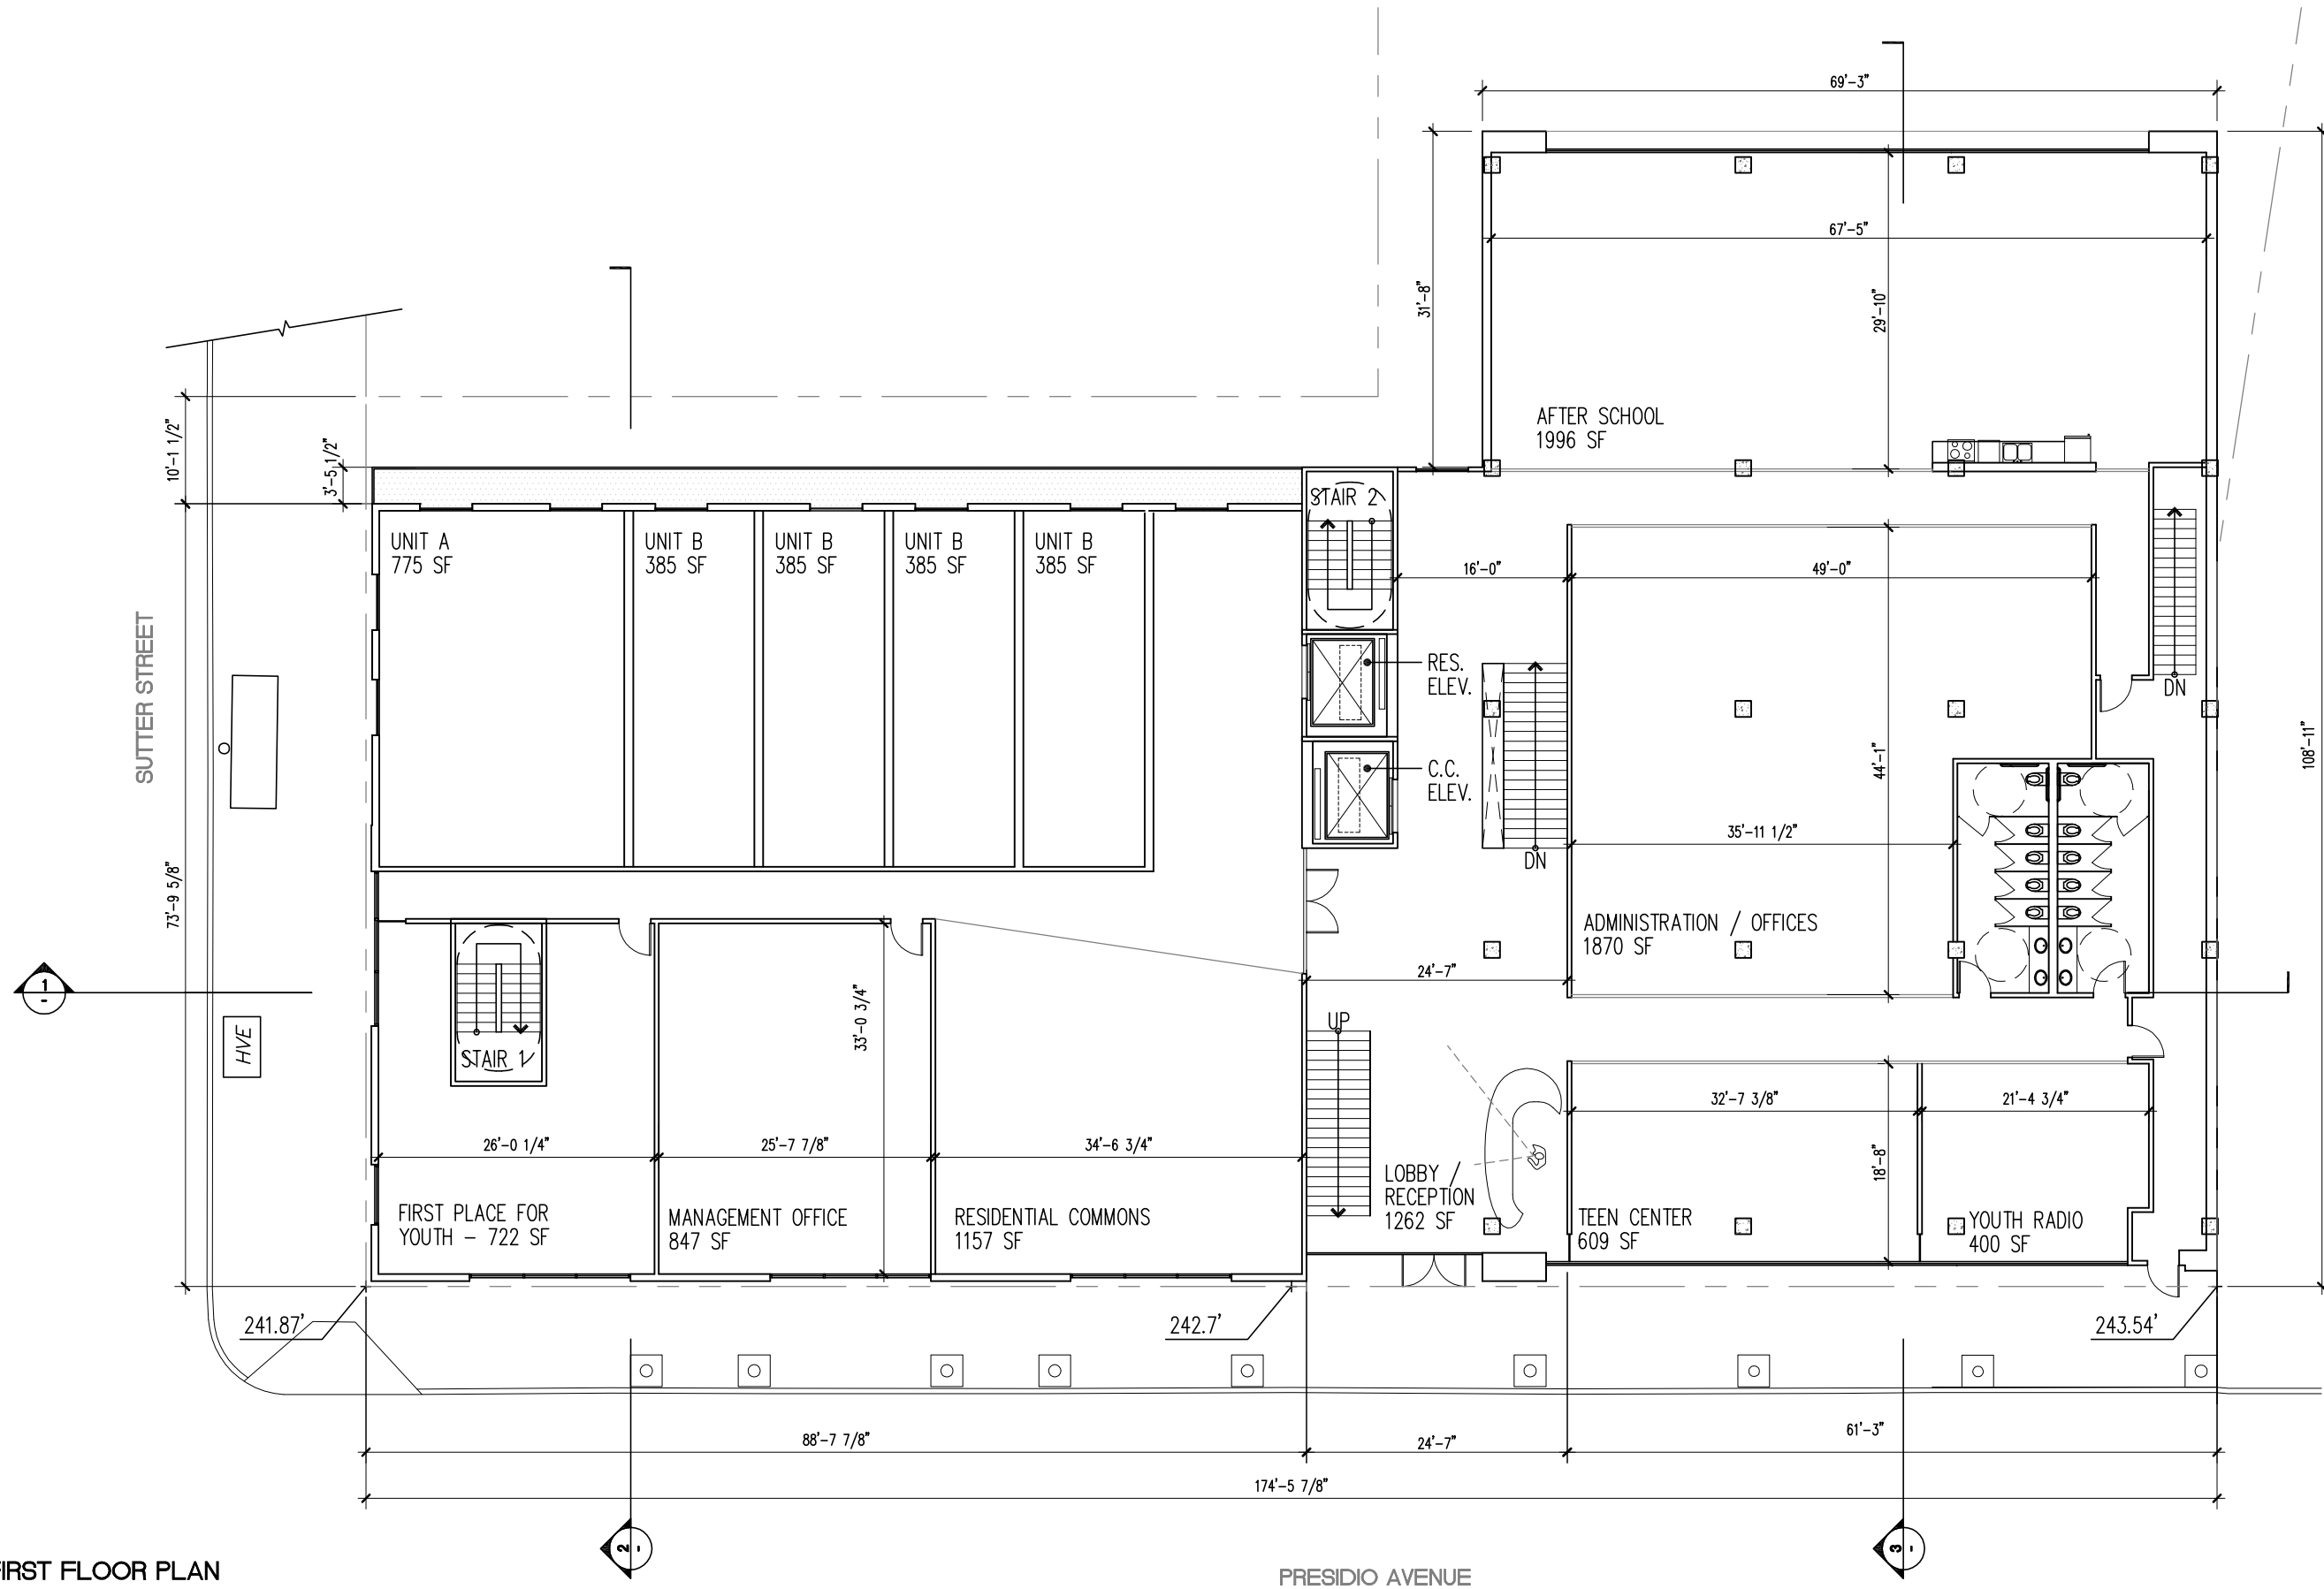 69'-3"
67'-5"
31'-8"
29'-10"
AFTER SCHOOL
1996 SF
10'-1 1/2"
3'-5 1/2"
STAIR 2
UNIT A
775 SF
UNIT B
385 SF
UNIT B
385 SF
UNIT B
385 SF
UNIT B
385 SF
16'-0"
49'-0"
RES.
ELEV.
DN
SUTTER STREET
C.C.
ELEV.
44'-1"
108'-11"
35'-11 1/2"
DN
73'-9 5/8"
ADMINISTRATION / OFFICES
1870 SF
24'-7"
1
-
33'-0 3/4"
UP
HVE
STAIR 1
32'-7 3/8"
21'-4 3/4"
26'-0 1/4"
25'-7 7/8"
34'-6 3/4"
18'-8"
LOBBY /
RECEPTION
1262 SF
FIRST PLACE FOR
YOUTH - 722 SF
MANAGEMENT OFFICE
847 SF
RESIDENTIAL COMMONS
1157 SF
TEEN CENTER
609 SF
YOUTH RADIO
400 SF
241.87'
242.7'
243.54'
88'-7 7/8"
24'-7"
61'-3"
174'-5 7/8"
2
-
3
-
FIRST FLOOR PLAN
PRESIDIO AVENUE